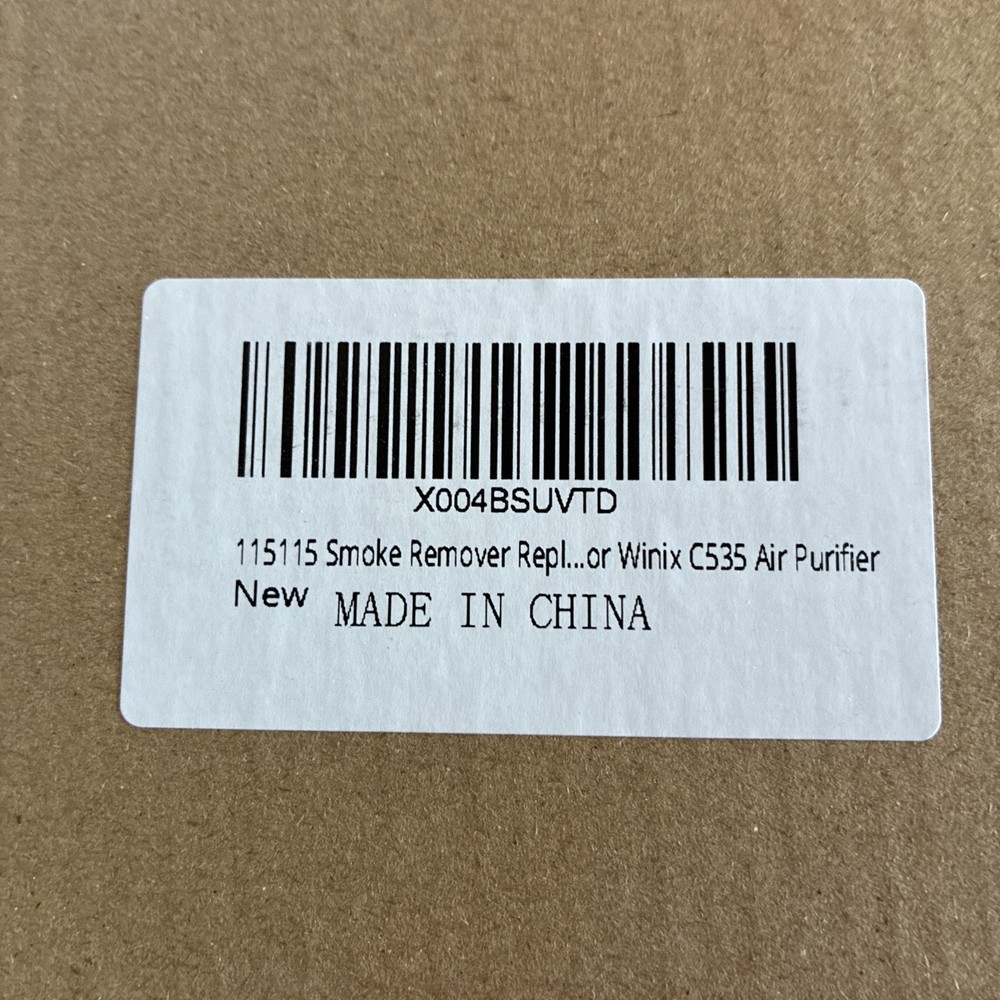 X004BSUVTD
115115 Smoke Remover Repl...or Winix C535 Air Purifier
New MADE IN CHINA